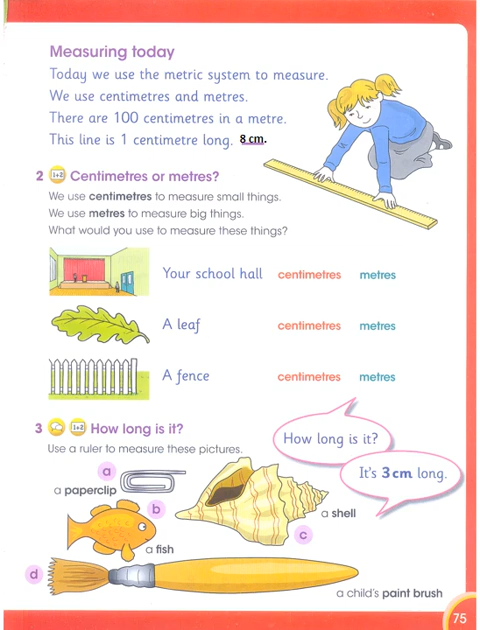 Measuring today
Today we use the metric system to measure.
We use centimetres and metres.
There are 100 centimetres in a metre.
This line is 1 centimetre long. 8 cm.
2 1+2 Centimetres or metres?
We use centimetres to measure small things.
We use metres to measure big things.
What would you use to measure these things?
Your school hall centimetres metres
A leaf centimetres metres
A fence centimetres metres
3 1+2 How long is it?
Use a ruler to measure these pictures.
How long is it?
It's 3 cm long.
a
a paperclip
b
a fish
a shell
c
d
a child's paint brush
75